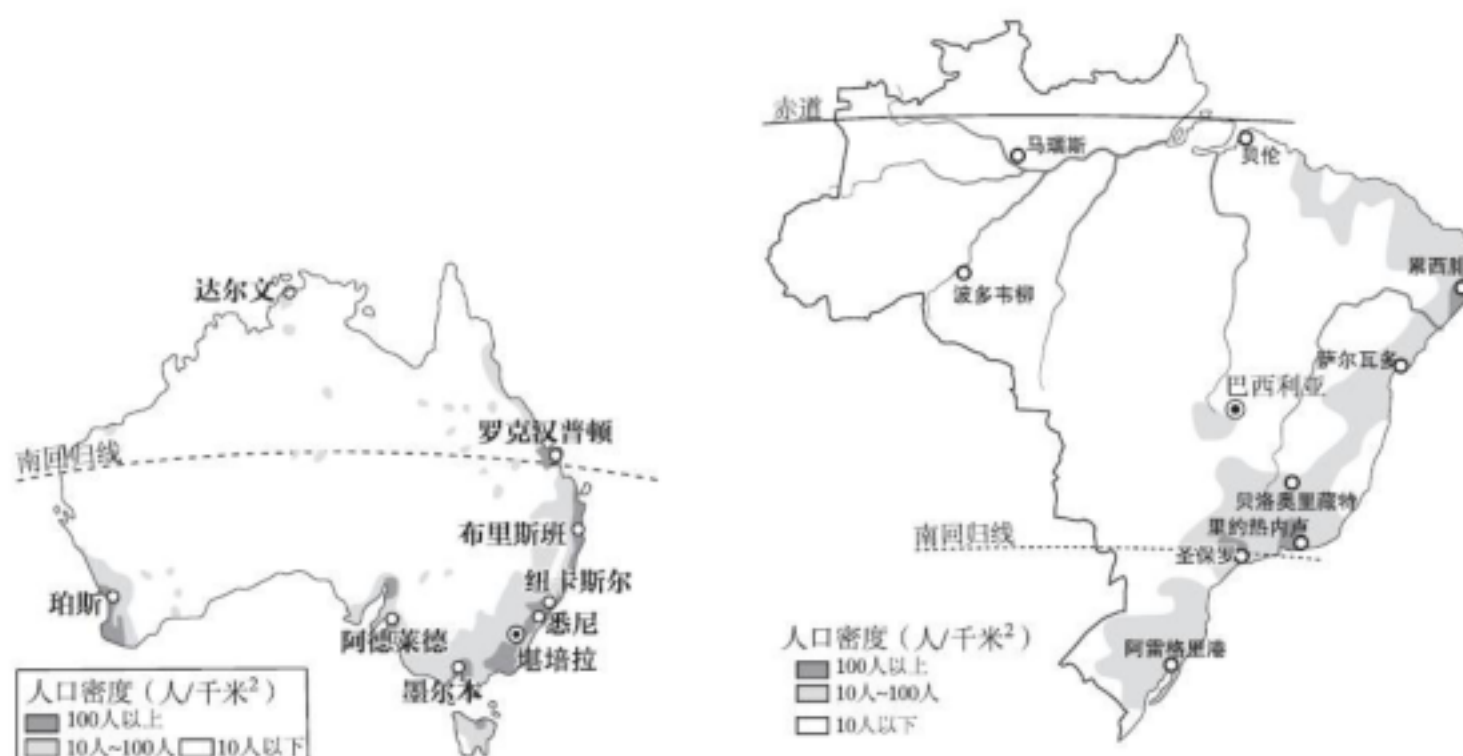 达尔文
罗克汉普顿
南回归线
布里斯班
纽卡斯尔
珀斯
悉尼
阿德莱德
堪培拉
墨尔本
人口密度（人/千米²）
100人以上
10人~100人 10人以下
赤道
马瑙斯
贝伦
累西腓
波多韦柳
萨尔瓦多
巴西利亚
贝洛奥里藏特
里约热内卢
南回归线
圣保罗
人口密度（人/千米²）
阿雷格里港
100人以上
10人~100人
10人以下